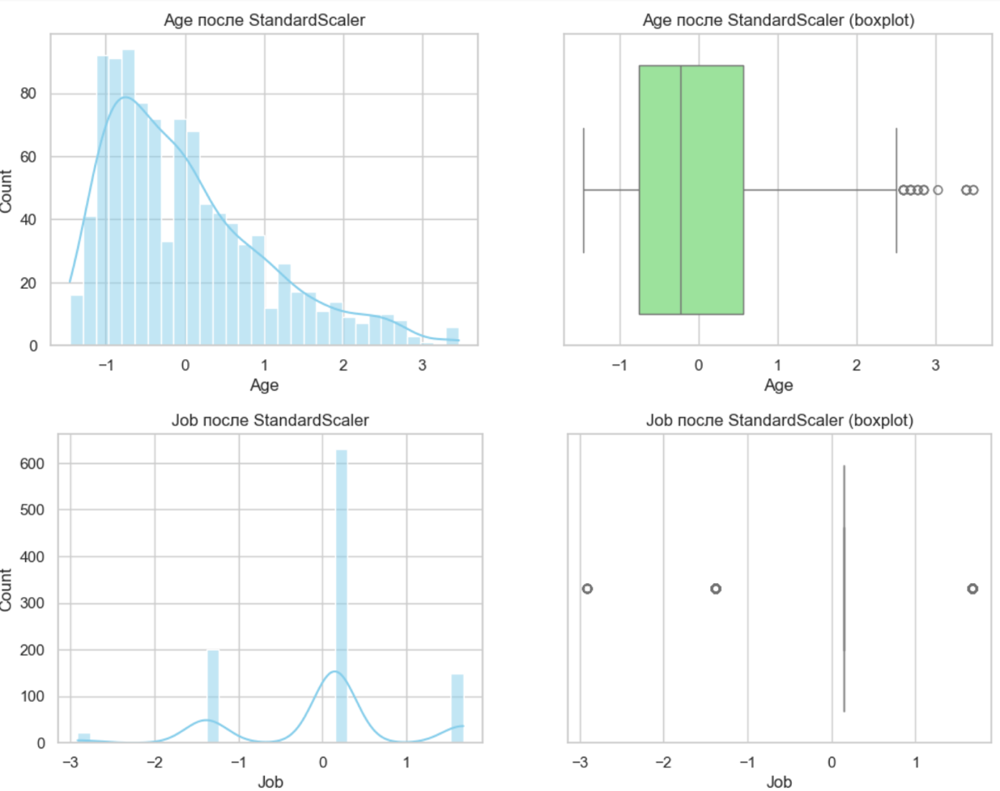 Age после StandardScaler
Age после StandardScaler (boxplot)
Count
80
60
40
20
0
−1 0 1 2 3
Age
−1 0 1 2 3
Age
Job после StandardScaler
Job после StandardScaler (boxplot)
Count
600
500
400
300
200
100
0
−3 −2 −1 0 1
Job
−3 −2 −1 0 1
Job